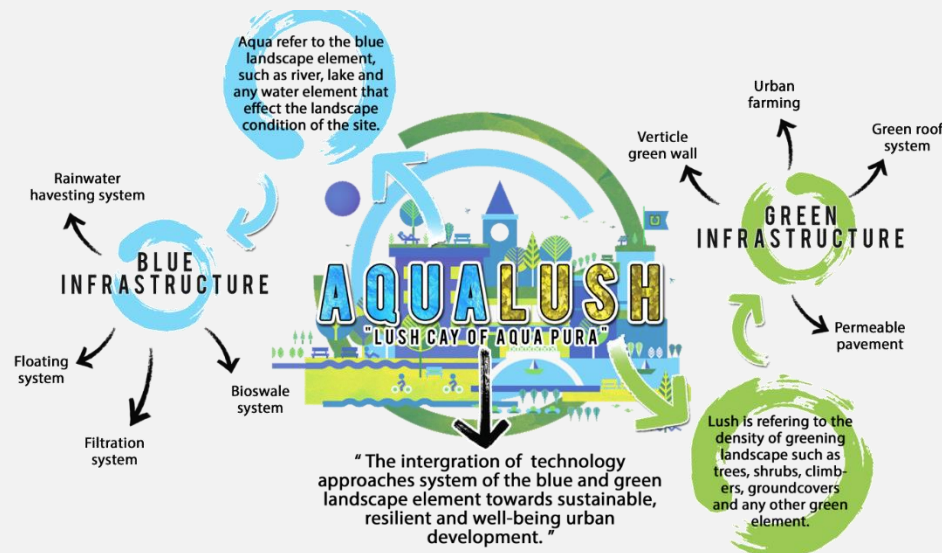 Aqua refer to the blue
landscape element,
such as river, lake and
any water element that
effect the landscape
condition of the site.
Rainwater
havesting system
BLUE
INFRASTRUCTURE
Floating
system
Filtration
system
Bioswale
system
AQUALUSH
"LUSH CAY OF AQUA PURA"
" The intergration of technology
approaches system of the blue and green
landscape element towards sustainable,
resilient and well-being urban
development. "
Urban
farming
Verticle
green wall
Green roof
system
GREEN
INFRASTRUCTURE
Permeable
pavement
Lush is refering to the
density of greening
landscape such as
trees, shrubs, climb-
ers, groundcovers
and any other green
element.